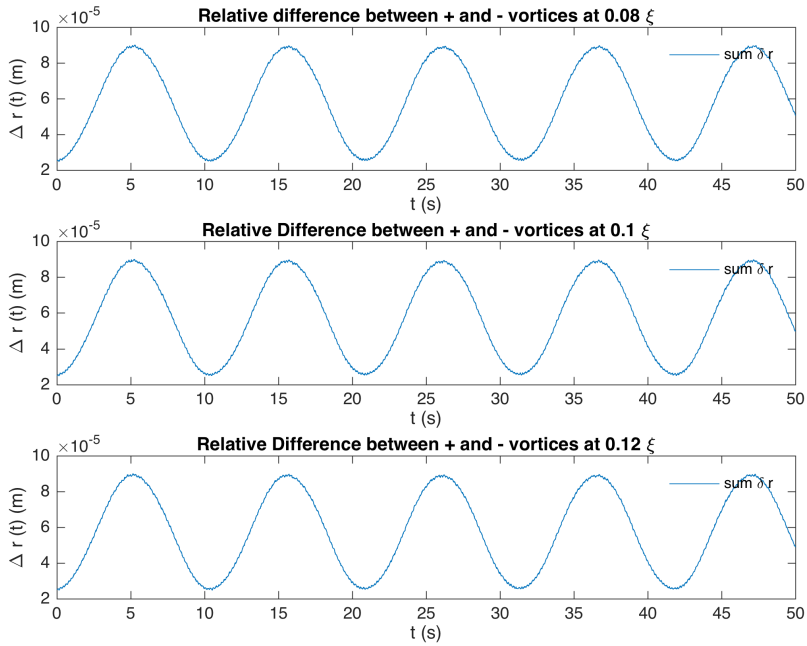 Relative difference between + and - vortices at 0.08 ξ
×10⁻⁵
10
8
6
4
2
Δ r (t) (m)
sum δ r
0 5 10 15 20 25 30 35 40 45 50
t (s)
Relative Difference between + and - vortices at 0.1 ξ
×10⁻⁵
10
8
6
4
2
Δ r (t) (m)
sum δ r
0 5 10 15 20 25 30 35 40 45 50
t (s)
Relative Difference between + and - vortices at 0.12 ξ
×10⁻⁵
10
8
6
4
2
Δ r (t) (m)
sum δ r
0 5 10 15 20 25 30 35 40 45 50
t (s)